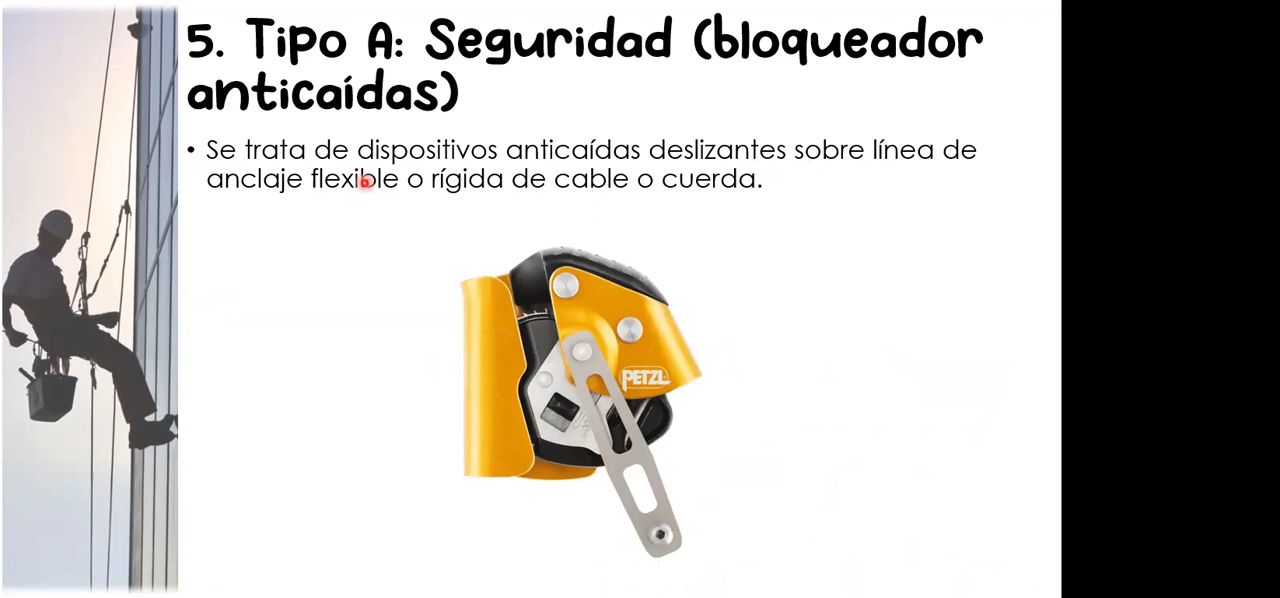 5. Tipo A: Seguridad (bloqueador
anticaídas)
• Se trata de dispositivos anticaídas deslizantes sobre línea de
anclaje flexible o rígida de cable o cuerda.
PETZL